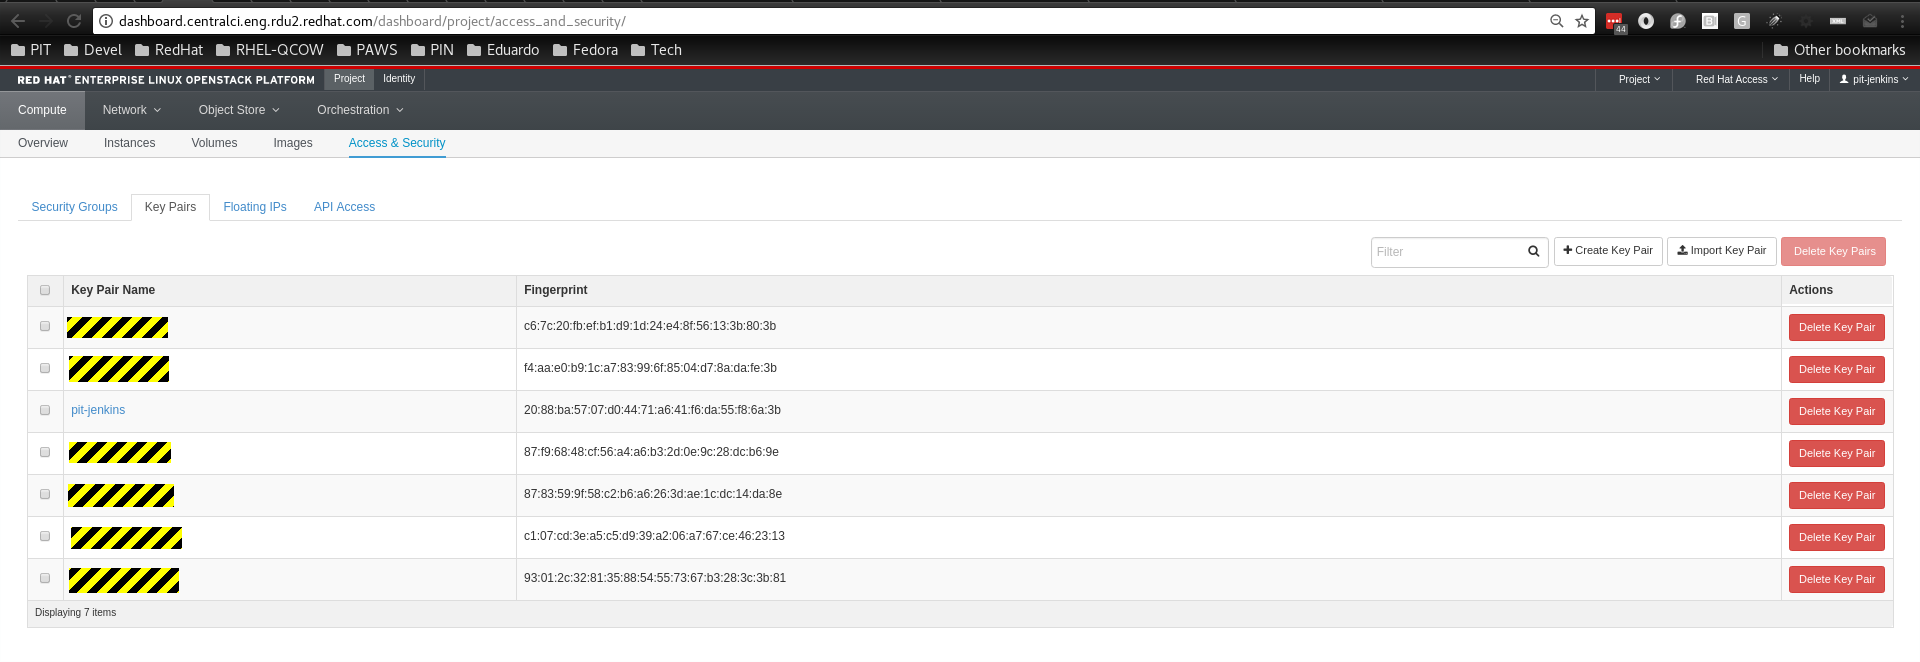 dashboard.centralci.eng.rdu2.redhat.com/dashboard/project/access_and_security/
44
PIT Devel RedHat RHEL-QCOW PAWS PIN Eduardo Fedora Tech Other bookmarks
RED HAT® ENTERPRISE LINUX OPENSTACK PLATFORM Project Identity Project Red Hat Access Help pit-jenkins
Compute Network Object Store Orchestration
Overview Instances Volumes Images Access & Security
Security Groups Key Pairs Floating IPs API Access
Filter + Create Key Pair Import Key Pair Delete Key Pairs
Key Pair Name Fingerprint Actions
c6:7c:20:fb:ef:b1:d9:1d:24:e4:8f:56:13:3b:80:3b Delete Key Pair
f4:aa:e0:b9:1c:a7:83:99:6f:85:04:d7:8a:da:fe:3b Delete Key Pair
pit-jenkins 20:88:ba:57:07:d0:44:71:a6:41:f6:da:55:f8:6a:3b Delete Key Pair
87:f9:68:48:cf:56:a4:a6:b3:2d:0e:9c:28:dc:b6:9e Delete Key Pair
87:83:59:9f:58:c2:b6:a6:26:3d:ae:1c:dc:14:da:8e Delete Key Pair
c1:07:cd:3e:a5:c5:d9:39:a2:06:a7:67:ce:46:23:13 Delete Key Pair
93:01:2c:32:81:35:88:54:55:73:67:b3:28:3c:3b:81 Delete Key Pair
Displaying 7 items